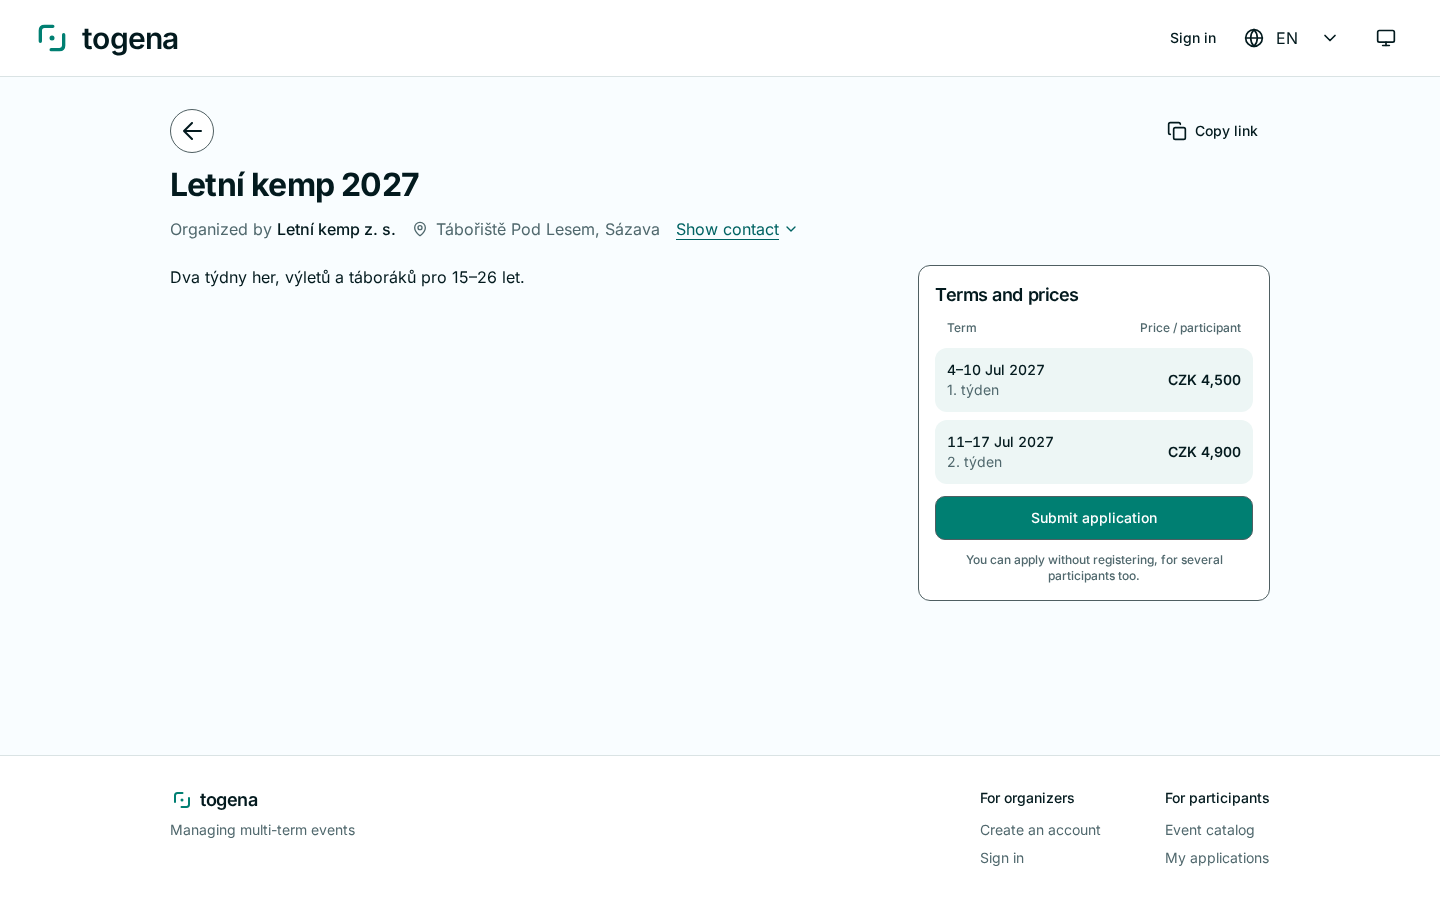 togena
Sign in
EN
Copy link
Letní kemp 2027
Organized by Letní kemp z. s.
Tábořiště Pod Lesem, Sázava
Show contact
Dva týdny her, výletů a táboráků pro 15–26 let.
Terms and prices
Term
Price / participant
4–10 Jul 2027
1. týden
CZK 4,500
11–17 Jul 2027
2. týden
CZK 4,900
Submit application
You can apply without registering, for several
participants too.
togena
Managing multi-term events
For organizers
Create an account
Sign in
For participants
Event catalog
My applications